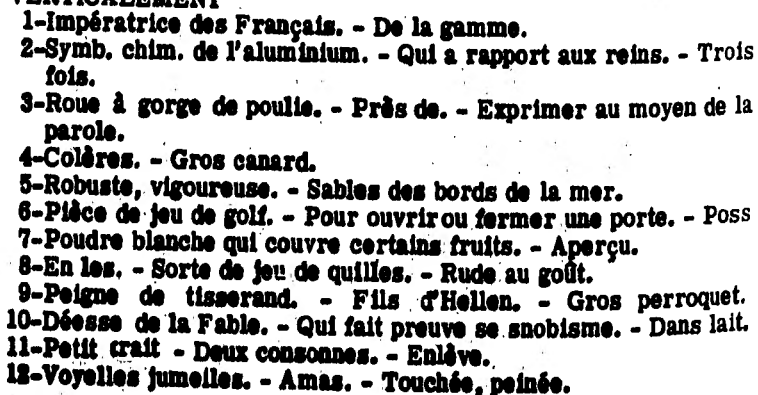 VERTICALEMENT
1-Impératrice des Français. - De la gamme.
2-Symb. chim. de l'aluminium. - Qui a rapport aux reins. - Trois
fois.
3-Roue à gorge de poulie. - Près de. - Exprimer au moyen de la
parole.
4-Colères. - Gros canard.
5-Robuste, vigoureuse. - Sables des bords de la mer.
6-Pièce de jeu de golf. - Pour ouvrir ou fermer une porte. - Poss
7-Poudre blanche qui couvre certains fruits. - Aperçu.
8-En les. - Sorte de jeu de quilles. - Rude au goût.
9-Peigne de tisserand. - Fils d'Hellen. - Gros perroquet.
10-Déesse de la Fable. - Qui fait preuve se snobisme. - Dans lait.
11-Petit trait - Deux consonnes. - Enlève.
12-Voyelles jumelles. - Amas. - Touchée, peinée.